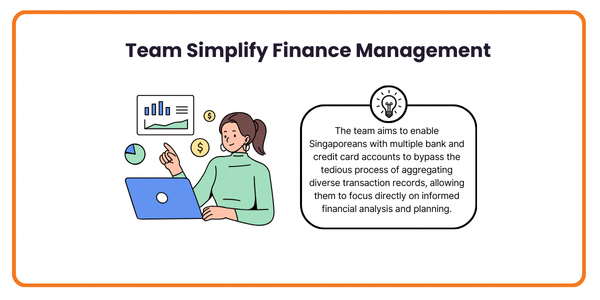 Team Simplify Finance Management
The team aims to enable
Singaporeans with multiple bank and
credit card accounts to bypass the
tedious process of aggregating
diverse transaction records, allowing
them to focus directly on informed
financial analysis and planning.
$
$